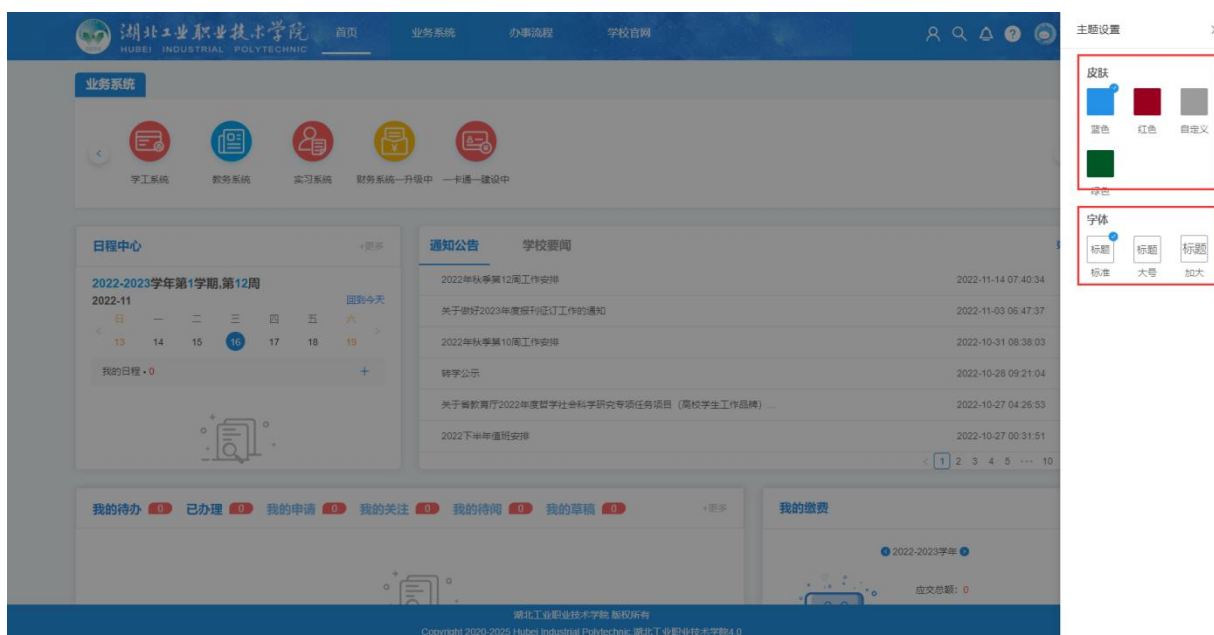 湖北工业职业技术学院 首页 业务系统 办事流程 学校官网
HUBEI INDUSTRIAL POLYTECHNIC
主题设置
业务系统
学工系统 教务系统 实习系统 财务系统—升级中 一卡通—建设中
皮肤
蓝色 红色 自定义
绿色
字体
标题 标题 标题
标准 大号 加大
日程中心 +更多
2022-2023学年第1学期,第12周
2022-11 回到今天
日 一 二 三 四 五 六
13 14 15 16 17 18 19
我的日程 • 0 +
通知公告 学校要闻
2022年秋季第12周工作安排 2022-11-14 07:40:34
关于做好2023年度报刊征订工作的通知 2022-11-03 06:47:37
2022年秋季第10周工作安排 2022-10-31 08:38:03
转学公示 2022-10-28 09:21:04
关于省教育厅2022年度哲学社会科学研究专项任务项目（高校学生工作品牌）... 2022-10-27 04:26:53
2022下半年值班安排 2022-10-27 00:31:51
< 1 2 3 4 5 ··· 10
我的待办 0 已办理 0 我的申请 0 我的关注 0 我的待阅 0 我的草稿 0 +更多
我的缴费
2022-2023学年
应交总额：0
湖北工业职业技术学院 版权所有
Copyright 2020-2025 Hubei Industrial Polytechnic 湖北工业职业技术学院4.0